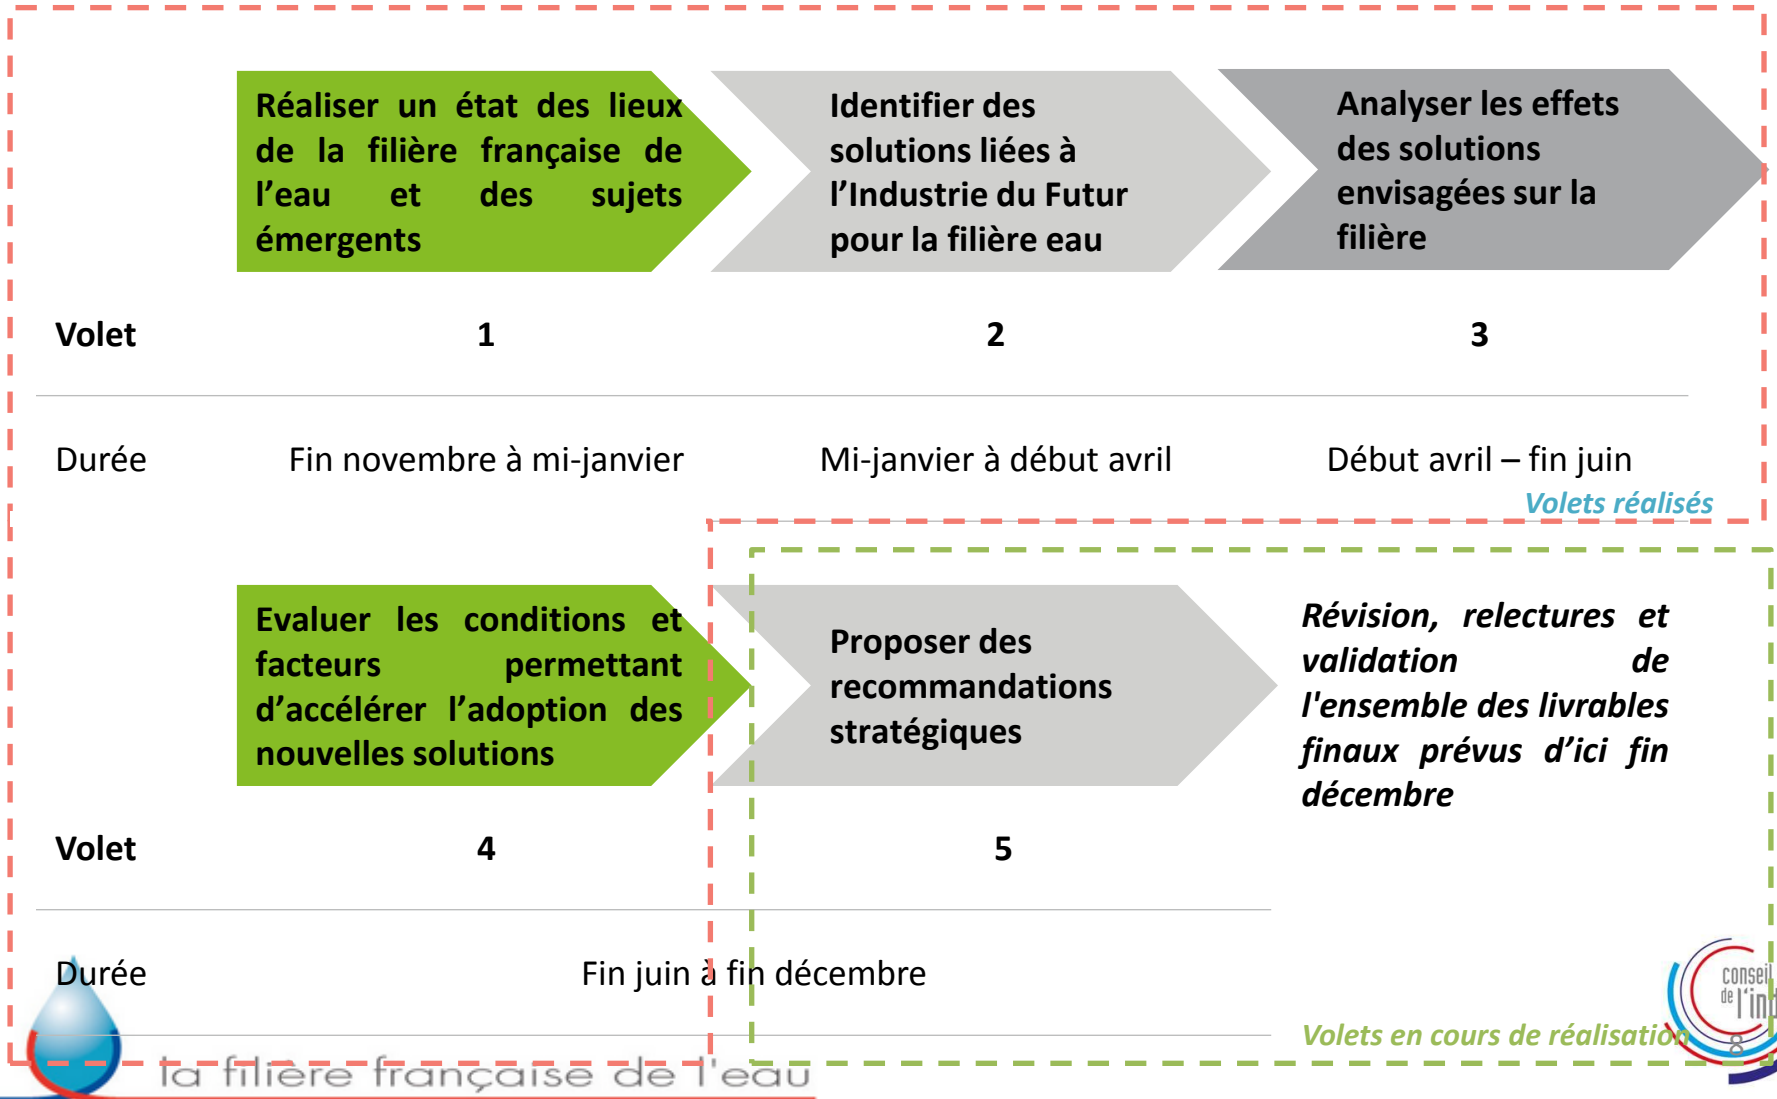 Réaliser un état des lieux
de la filière française de
l’eau et des sujets
émergents
Identifier des
solutions liées à
l’Industrie du Futur
pour la filière eau
Analyser les effets
des solutions
envisagées sur la
filière
Volet 1 2 3
Durée Fin novembre à mi-janvier Mi-janvier à début avril Début avril – fin juin
Volets réalisés
Evaluer les conditions et
facteurs permettant
d’accélérer l’adoption des
nouvelles solutions
Proposer des
recommandations
stratégiques
Révision, relectures et
validation de
l'ensemble des livrables
finaux prévus d’ici fin
décembre
Volet 4 5
Durée Fin juin à fin décembre
Volets en cours de réalisation
la filière française de l'eau
conseil
de l'ind
8